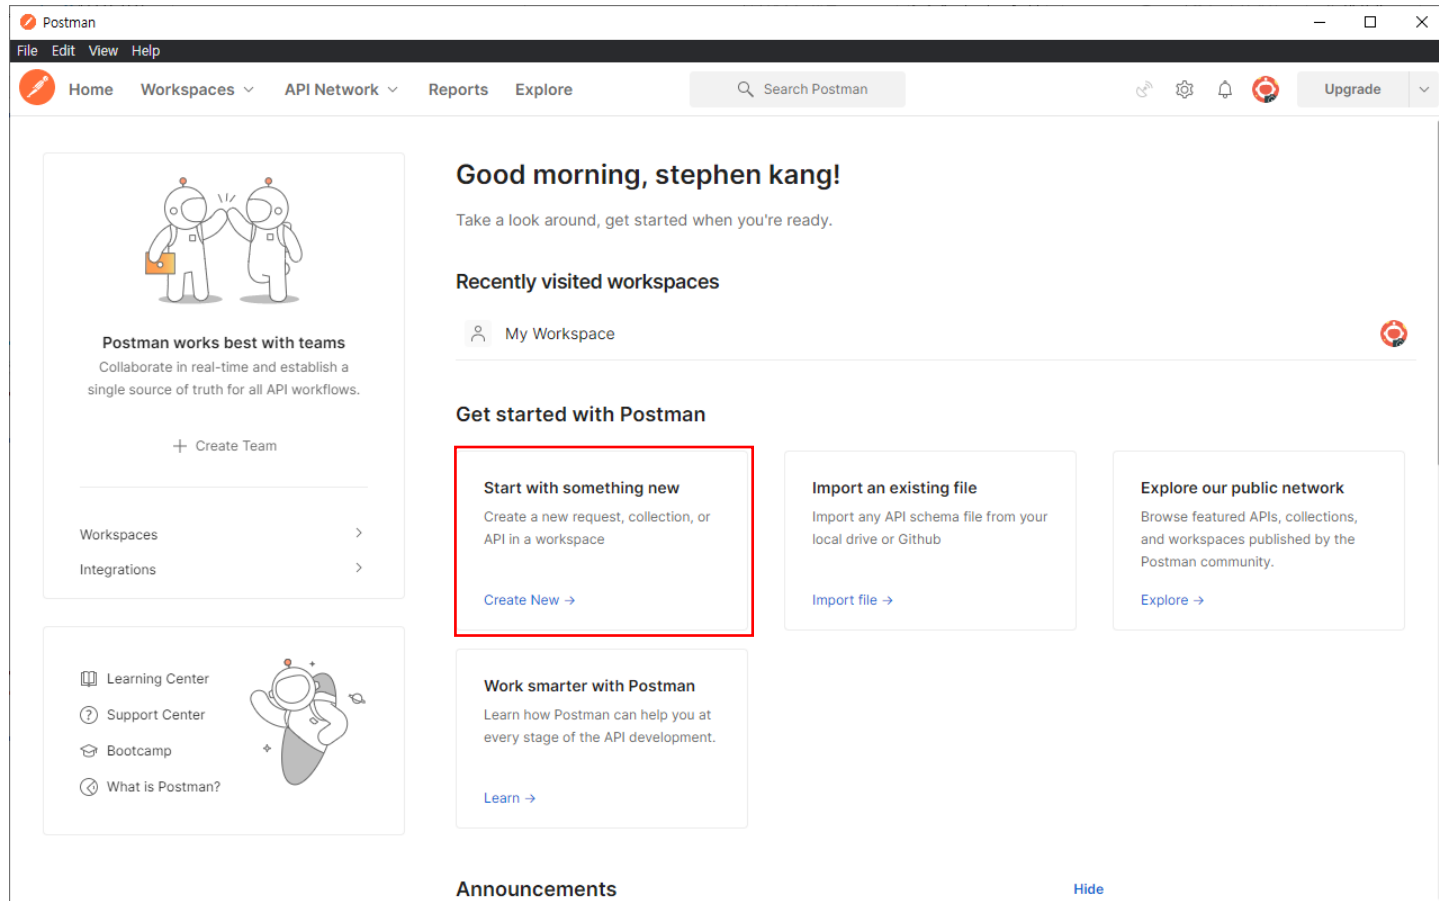 Postman
File Edit View Help
Home Workspaces API Network Reports Explore Search Postman Upgrade
Good morning, stephen kang!
Take a look around, get started when you're ready.
Recently visited workspaces
My Workspace
Postman works best with teams
Collaborate in real-time and establish a
single source of truth for all API workflows.
Create Team
Workspaces
Integrations
Learning Center
Support Center
Bootcamp
What is Postman?
Get started with Postman
Start with something new
Create a new request, collection, or
API in a workspace
Create New →
Import an existing file
Import any API schema file from your
local drive or Github
Import file →
Explore our public network
Browse featured APIs, collections,
and workspaces published by the
Postman community.
Explore →
Work smarter with Postman
Learn how Postman can help you at
every stage of the API development.
Learn →
Announcements
Hide